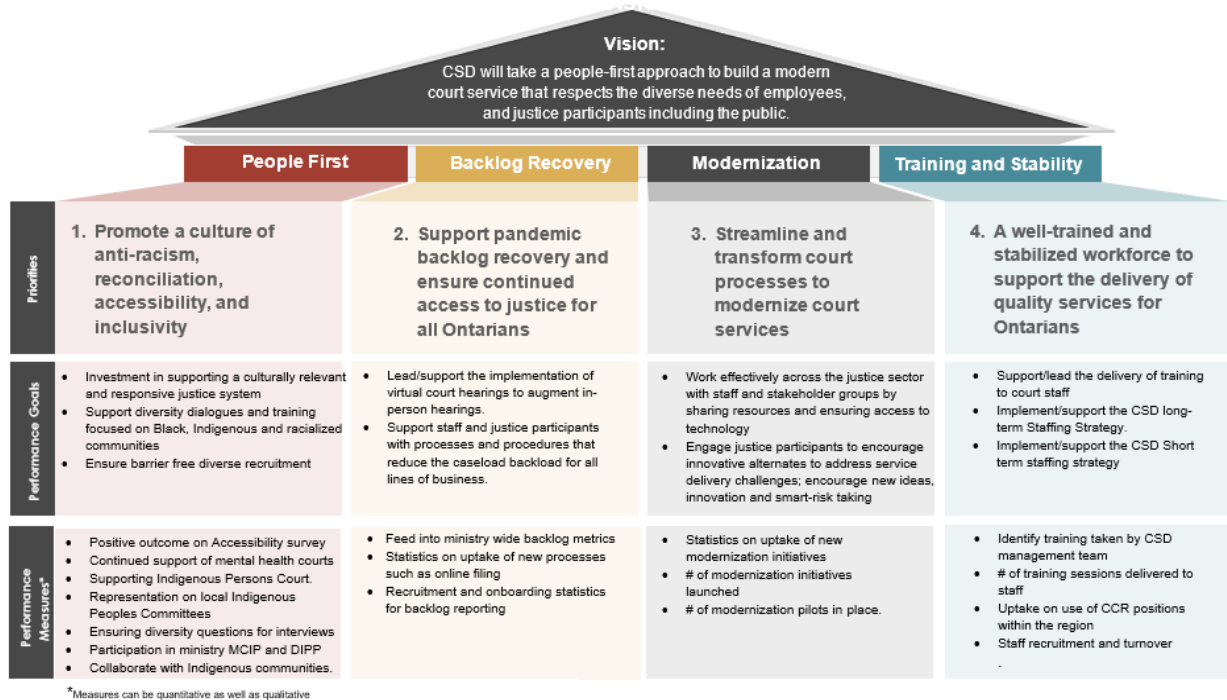 Vision:
CSD will take a people-first approach to build a modern
court service that respects the diverse needs of employees,
and justice participants including the public.
People First
Backlog Recovery
Modernization
Training and Stability
Priorities
1. Promote a culture of
anti-racism,
reconciliation,
accessibility, and
inclusivity
2. Support pandemic
backlog recovery and
ensure continued
access to justice for
all Ontarians
3. Streamline and
transform court
processes to
modernize court
services
4. A well-trained and
stabilized workforce to
support the delivery of
quality services for
Ontarians
Performance Goals
• Investment in supporting a culturally relevant
and responsive justice system
• Support diversity dialogues and training
focused on Black, Indigenous and racialized
communities
• Ensure barrier free diverse recruitment
• Lead/support the implementation of
virtual court hearings to augment in-
person hearings.
• Support staff and justice participants
with processes and procedures that
reduce the caseload backload for all
lines of business.
• Work effectively across the justice sector
with staff and stakeholder groups by
sharing resources and ensuring access to
technology
• Engage justice participants to encourage
innovative alternates to address service
delivery challenges; encourage new ideas,
innovation and smart-risk taking
• Support/lead the delivery of training
to court staff
• Implement/support the CSD long-
term Staffing Strategy.
• Implement/support the CSD Short
term staffing strategy
Performance
Measures*
• Positive outcome on Accessibility survey
• Continued support of mental health courts
• Supporting Indigenous Persons Court.
• Representation on local Indigenous
Peoples Committees
• Ensuring diversity questions for interviews
• Participation in ministry MCIP and DIPP
• Collaborate with Indigenous communities.
• Feed into ministry wide backlog metrics
• Statistics on uptake of new processes
such as online filing
• Recruitment and onboarding statistics
for backlog reporting
• Statistics on uptake of new
modernization initiatives
• # of modernization initiatives
launched
• # of modernization pilots in place.
• Identify training taken by CSD
management team
• # of training sessions delivered to
staff
• Uptake on use of CCR positions
within the region
• Staff recruitment and turnover
.
*Measures can be quantitative as well as qualitative